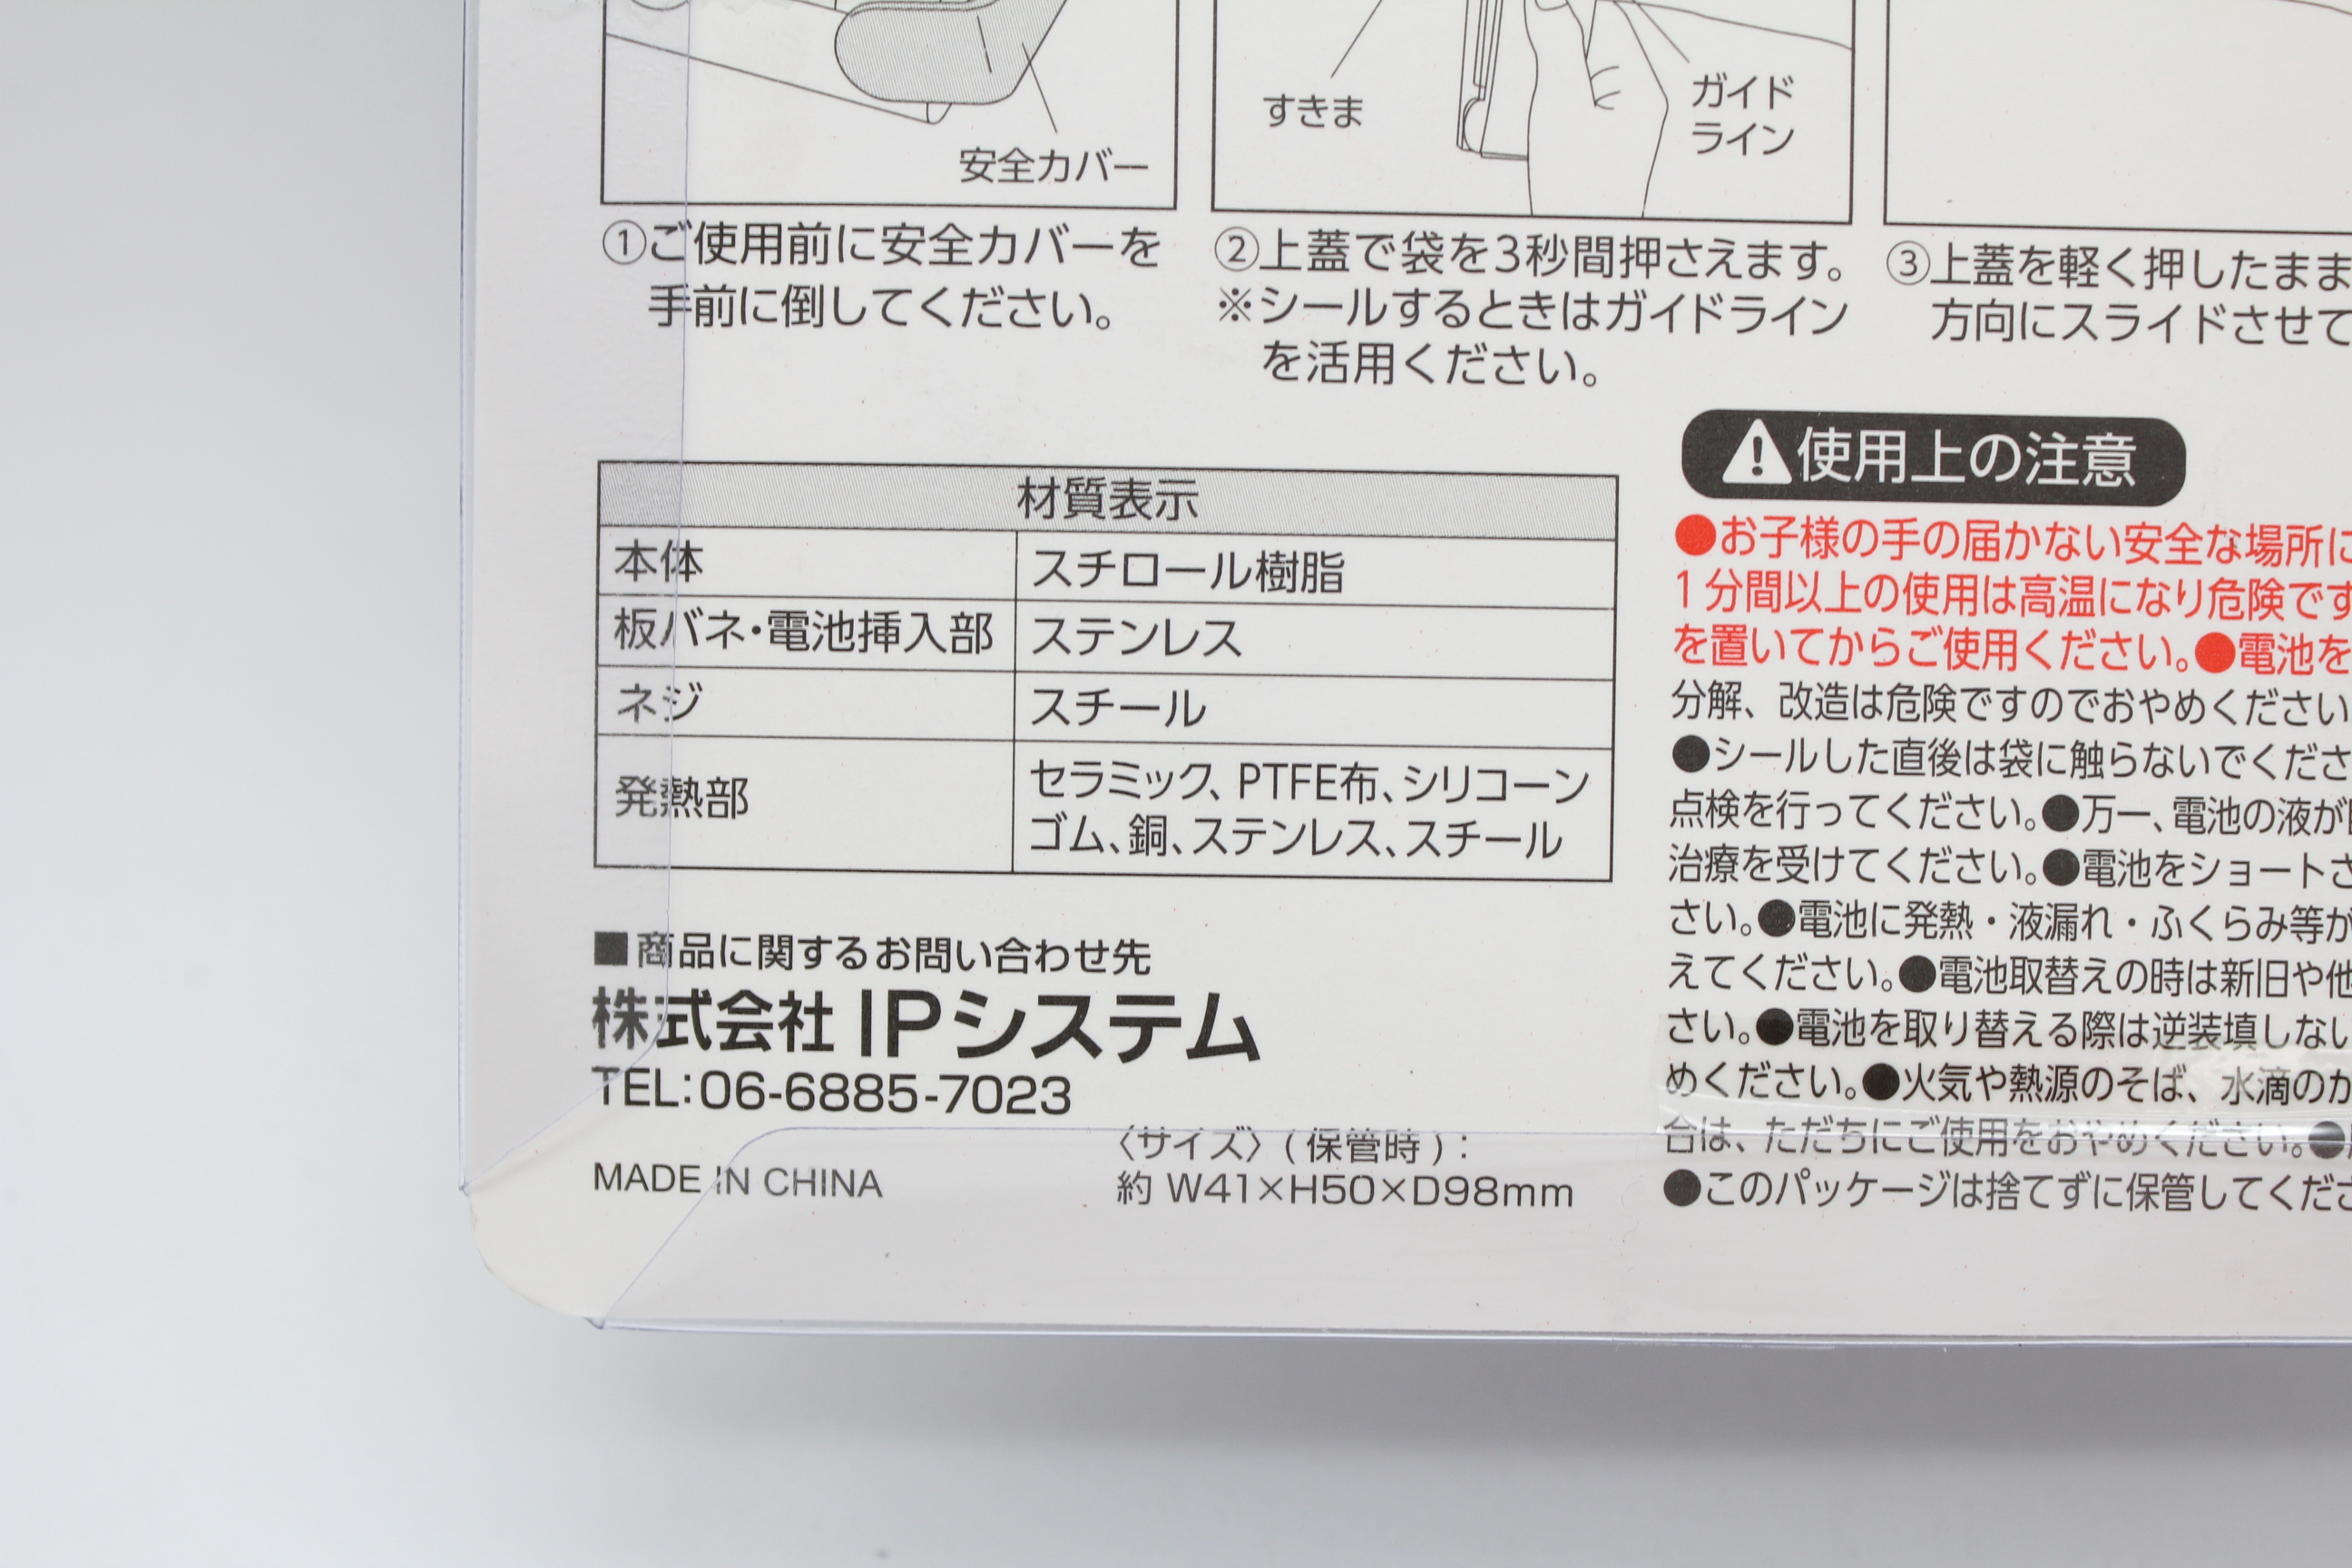 すきま
ガイド
ライン
安全カバー
①ご使用前に安全カバーを
手前に倒してください。
②上蓋で袋を3秒間押さえます。
※シールするときはガイドライン
を活用ください。
③上蓋を軽く押したまま
方向にスライドさせて
材質表示
本体 スチロール樹脂
板バネ・電池挿入部 ステンレス
ネジ スチール
発熱部 セラミック、PTFE布、シリコーン
ゴム、銅、ステンレス、スチール
■商品に関するお問い合わせ先
株式会社 IPシステム
TEL:06-6885-7023
MADE IN CHINA
〈サイズ〉(保管時):
約 W41×H50×D98mm
⚠使用上の注意
●お子様の手の届かない安全な場所に
1分間以上の使用は高温になり危険です
を置いてからご使用ください。●電池を
分解、改造は危険ですのでおやめください
●シールした直後は袋に触らないでくださ
点検を行ってください。●万一、電池の液が
治療を受けてください。●電池をショートさ
さい。●電池に発熱・液漏れ・ふくらみ等が
えてください。●電池取替えの時は新旧や他
さい。●電池を取り替える際は逆装填しない
めください。●火気や熱源のそば、水滴のか
合は、ただちにご使用をおやめください。●
●このパッケージは捨てずに保管してくださ